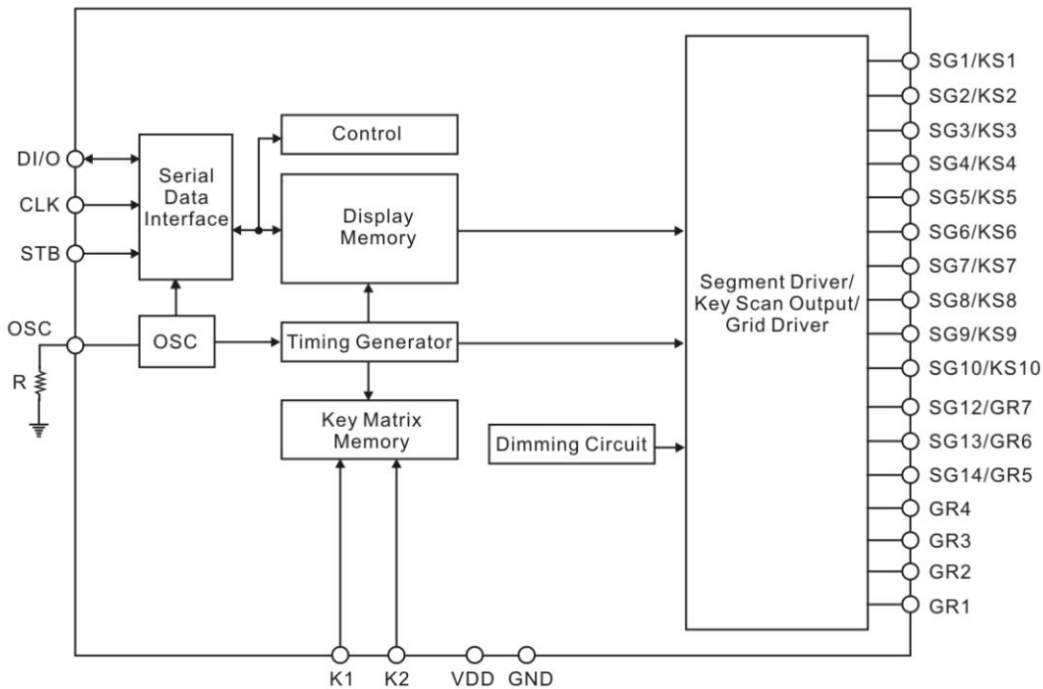 Control
DI/O
Serial
Data
Interface
CLK
STB
Display
Memory
OSC
OSC
Timing Generator
R
Key Matrix
Memory
Dimming Circuit
Segment Driver/
Key Scan Output/
Grid Driver
SG1/KS1
SG2/KS2
SG3/KS3
SG4/KS4
SG5/KS5
SG6/KS6
SG7/KS7
SG8/KS8
SG9/KS9
SG10/KS10
SG12/GR7
SG13/GR6
SG14/GR5
GR4
GR3
GR2
GR1
K1
K2
VDD
GND